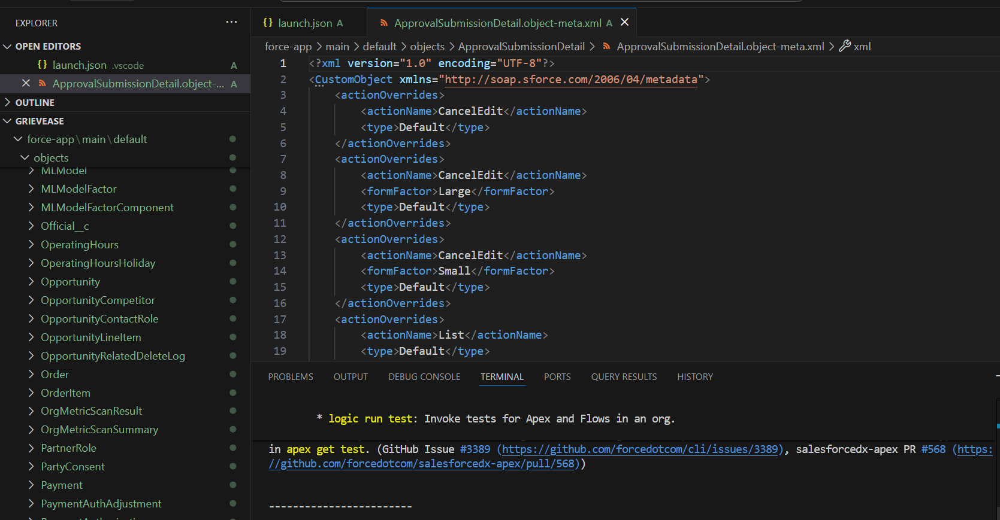 EXPLORER
OPEN EDITORS
{} launch.json .vscode A
ApprovalSubmissionDetail.object-... A
OUTLINE
GRIEVEASE
force-app\main\default
objects
MLModel
MLModelFactor
MLModelFactorComponent
Official__c
OperatingHours
OperatingHoursHoliday
Opportunity
OpportunityCompetitor
OpportunityContactRole
OpportunityLineItem
OpportunityRelatedDeleteLog
Order
OrderItem
OrgMetricScanResult
OrgMetricScanSummary
PartnerRole
PartyConsent
Payment
PaymentAuthAdjustment
{} launch.json A
ApprovalSubmissionDetail.object-meta.xml A
force-app > main > default > objects > ApprovalSubmissionDetail > ApprovalSubmissionDetail.object-meta.xml > xml
1 <?xml version="1.0" encoding="UTF-8"?>
2 <CustomObject xmlns="http://soap.sforce.com/2006/04/metadata">
3 <actionOverrides>
4 <actionName>CancelEdit</actionName>
5 <type>Default</type>
6 </actionOverrides>
7 <actionOverrides>
8 <actionName>CancelEdit</actionName>
9 <formFactor>Large</formFactor>
10 <type>Default</type>
11 </actionOverrides>
12 <actionOverrides>
13 <actionName>CancelEdit</actionName>
14 <formFactor>Small</formFactor>
15 <type>Default</type>
16 </actionOverrides>
17 <actionOverrides>
18 <actionName>List</actionName>
19 <type>Default</type>
PROBLEMS OUTPUT DEBUG CONSOLE TERMINAL PORTS QUERY RESULTS HISTORY
* logic run test: Invoke tests for Apex and Flows in an org.
in apex get test. (GitHub Issue #3389 (https://github.com/forcedotcom/cli/issues/3389), salesforcedx-apex PR #568 (https:
//github.com/forcedotcom/salesforcedx-apex/pull/568))
------------------------